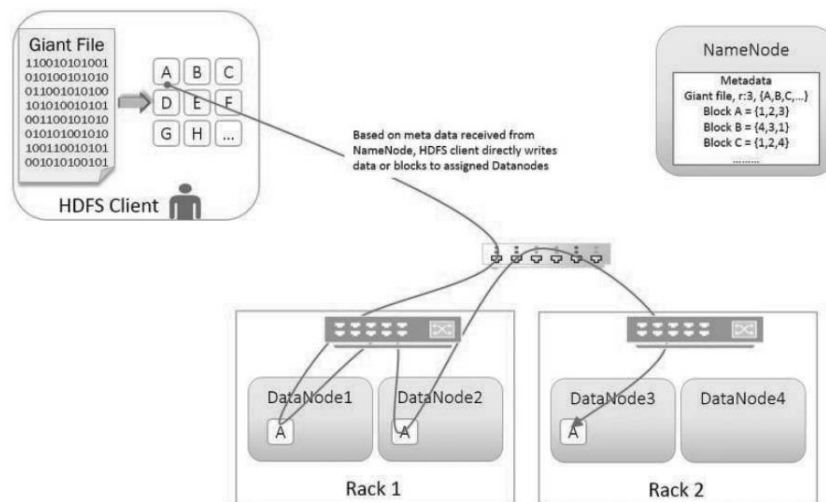 Giant File
110010101001
010100101010
011001010100
101010010101
001100101010
010101001010
100110010101
001010100101
A B C
D E F
G H ...
HDFS Client
NameNode
Metadata
Giant file, r:3, {A,B,C,...}
Block A = {1,2,3}
Block B = {4,3,1}
Block C = {1,2,4}
.........
Based on meta data received from
NameNode, HDFS client directly writes
data or blocks to assigned Datanodes
DataNode1
A
DataNode2
A
Rack 1
DataNode3
A
DataNode4
Rack 2